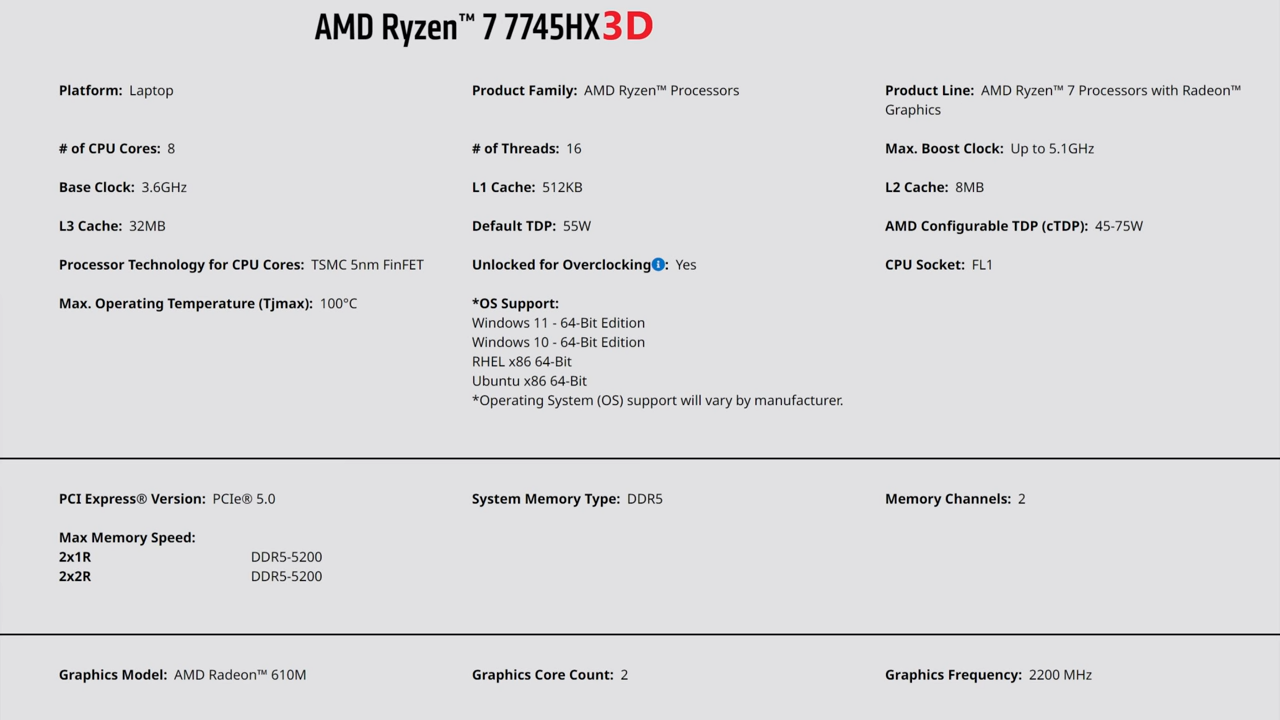 AMD Ryzen™ 7 7745HX3D
Platform: Laptop
Product Family: AMD Ryzen™ Processors
Product Line: AMD Ryzen™ 7 Processors with Radeon™
Graphics
# of CPU Cores: 8
# of Threads: 16
Max. Boost Clock: Up to 5.1GHz
Base Clock: 3.6GHz
L1 Cache: 512KB
L2 Cache: 8MB
L3 Cache: 32MB
Default TDP: 55W
AMD Configurable TDP (cTDP): 45-75W
Processor Technology for CPU Cores: TSMC 5nm FinFET
Unlocked for Overclockingi: Yes
CPU Socket: FL1
Max. Operating Temperature (Tjmax): 100°C
*OS Support:
Windows 11 - 64-Bit Edition
Windows 10 - 64-Bit Edition
RHEL x86 64-Bit
Ubuntu x86 64-Bit
*Operating System (OS) support will vary by manufacturer.
PCI Express® Version: PCIe® 5.0
System Memory Type: DDR5
Memory Channels: 2
Max Memory Speed:
2x1R DDR5-5200
2x2R DDR5-5200
Graphics Model: AMD Radeon™ 610M
Graphics Core Count: 2
Graphics Frequency: 2200 MHz